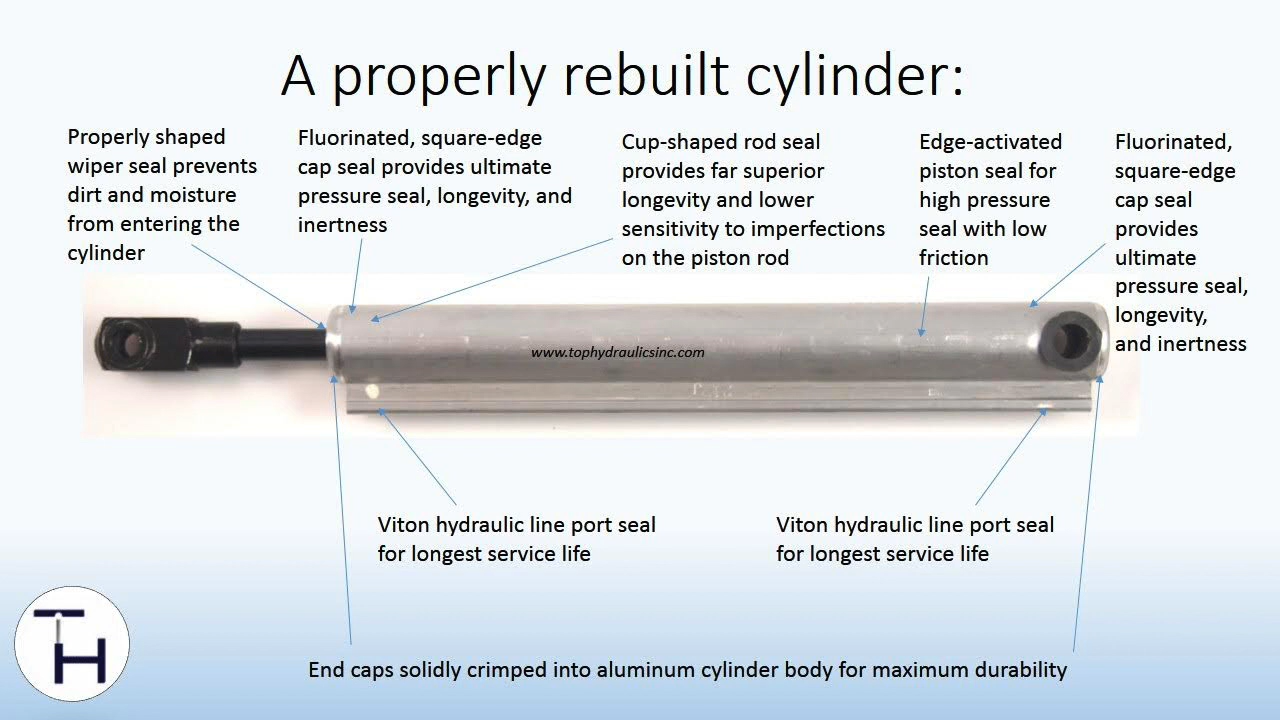 A properly rebuilt cylinder:
Properly shaped
wiper seal prevents
dirt and moisture
from entering the
cylinder
Fluorinated, square-edge
cap seal provides ultimate
pressure seal, longevity, and
inertness
Cup-shaped rod seal
provides far superior
longevity and lower
sensitivity to imperfections
on the piston rod
Edge-activated
piston seal for
high pressure
seal with low
friction
Fluorinated,
square-edge
cap seal
provides
ultimate
pressure seal,
longevity,
and inertness
www.tophydraulicsinc.com
Viton hydraulic line port seal
for longest service life
Viton hydraulic line port seal
for longest service life
TH
End caps solidly crimped into aluminum cylinder body for maximum durability